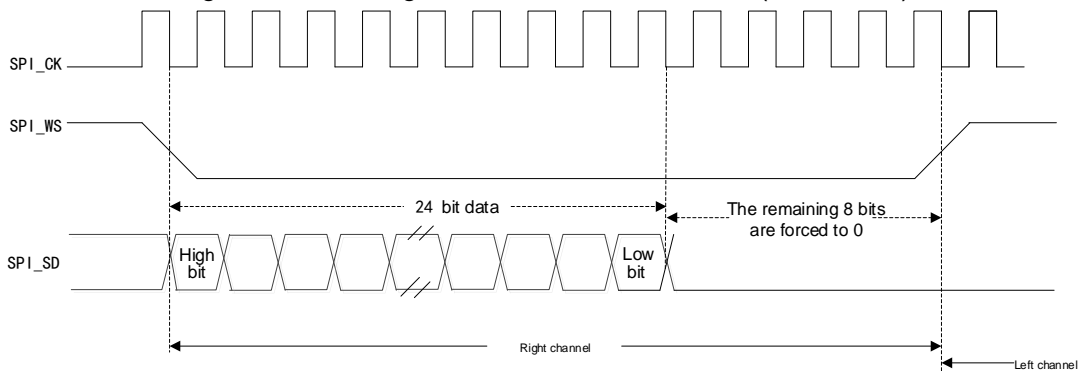 SPI_CK
SPI_WS
24 bit data
The remaining 8 bits
are forced to 0
SPI_SD
High
bit
Low
bit
Right channel
Left channel